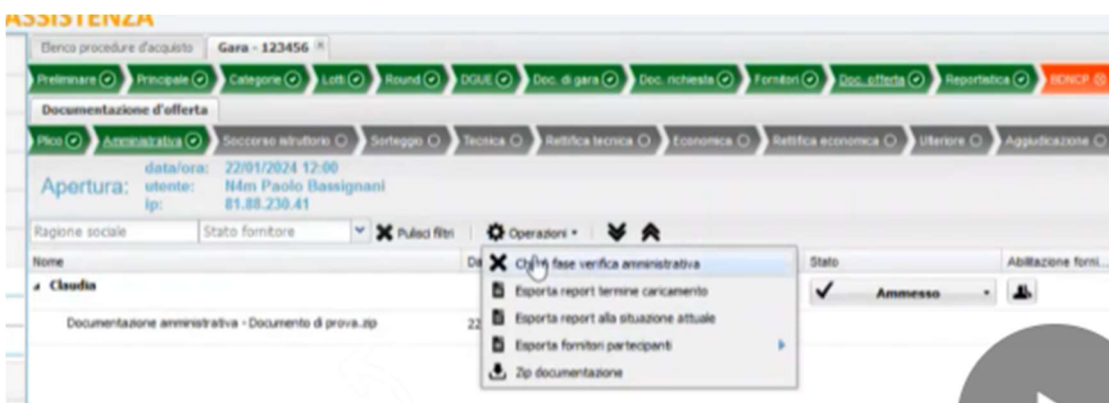 ASSISTENZA
Elenco procedure d'acquisto Gara - 123456
Preliminare Principale Categorie Lotti Round DGUE Doc. di gara Doc. richiesta Fornitori Doc. offerta Reportistica BDNCP
Documentazione d'offerta
Plico Amministrativa Soccorso istruttorio Sorteggio Tecnica Rettifica tecnica Economica Rettifica economica Ulteriore Aggiudicazione
data/ora: 22/01/2024 12:00
Apertura: utente: N4m Paolo Bassignani
ip: 81.88.230.41
Ragione sociale Stato fornitore Pulisci filtri Operazioni
Nome Da Stato Abilitazione forni...
Chiudi fase verifica amministrativa
Claudia Ammesso
Esporta report termine caricamento
Esporta report alla situazione attuale
Documentazione amministrativa - Documento di prova.zip 22
Esporta fornitori partecipanti
Zip documentazione